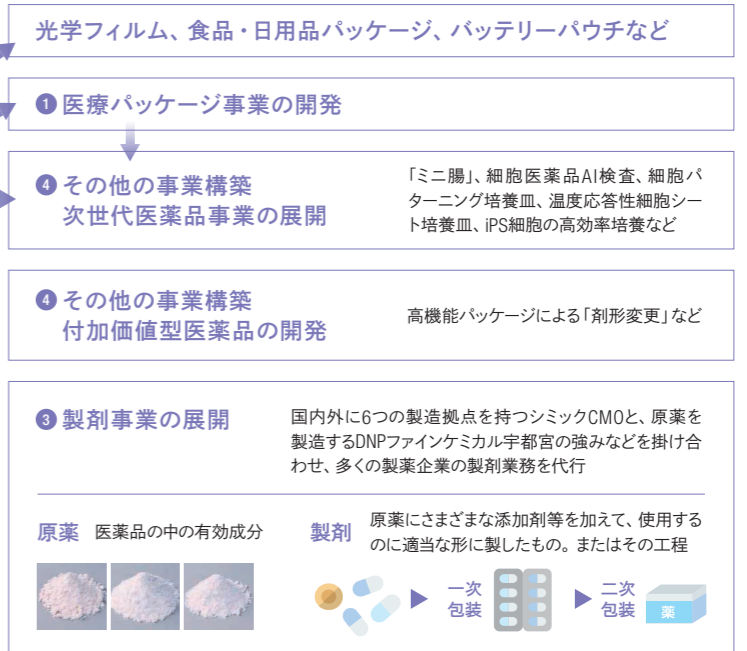 光学フィルム、食品・日用品パッケージ、バッテリーパウチなど
❶医療パッケージ事業の開発
❹その他の事業構築
次世代医薬品事業の展開
「ミニ腸」、細胞医薬品AI検査、細胞パ
ターニング培養皿、温度応答性細胞シー
ト培養皿、iPS細胞の高効率培養など
❹その他の事業構築
付加価値型医薬品の開発
高機能パッケージによる「剤形変更」など
❸製剤事業の展開
国内外に6つの製造拠点を持つシミックCMOと、原薬を
製造するDNPファインケミカル宇都宮の強みなどを掛け合
わせ、多くの製薬企業の製剤業務を代行
原薬 医薬品の中の有効成分
製剤
原薬にさまざまな添加剤等を加えて、使用する
のに適当な形に製したもの。またはその工程
一次
包装
二次
包装
薬